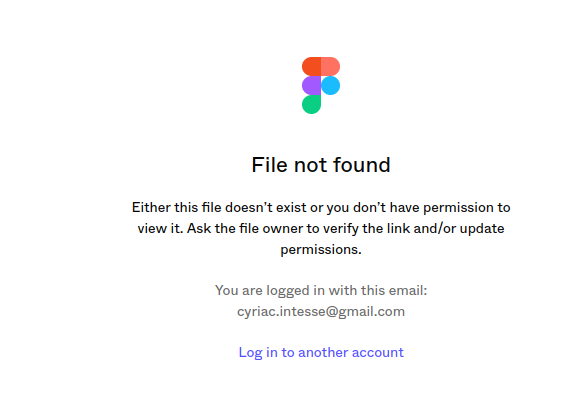 File not found
Either this file doesn’t exist or you don’t have permission to
view it. Ask the file owner to verify the link and/or update
permissions.
You are logged in with this email:
cyriac.intesse@gmail.com
Log in to another account